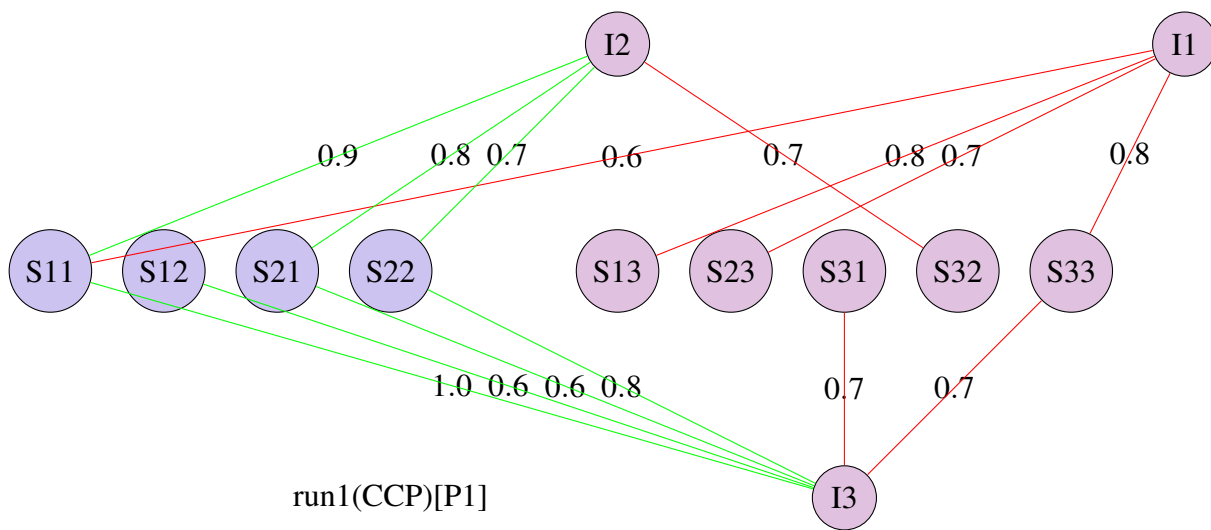 I2 I1
0.9 0.8 0.7 0.6 0.7 0.8 0.7 0.8
S11 S12 S21 S22 S13 S23 S31 S32 S33
1.0 0.6 0.6 0.8 0.7 0.7
run1(CCP)[P1] I3